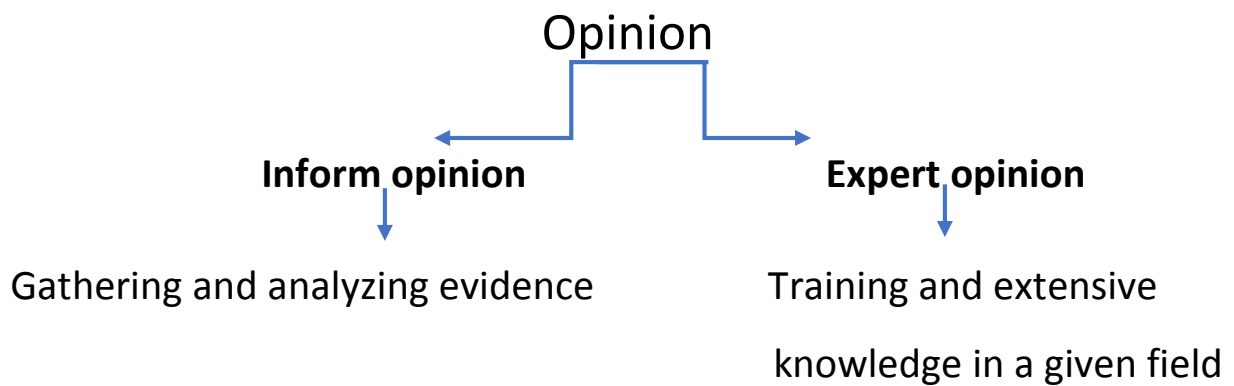 Opinion
Inform opinion
Expert opinion
Gathering and analyzing evidence
Training and extensive
knowledge in a given field